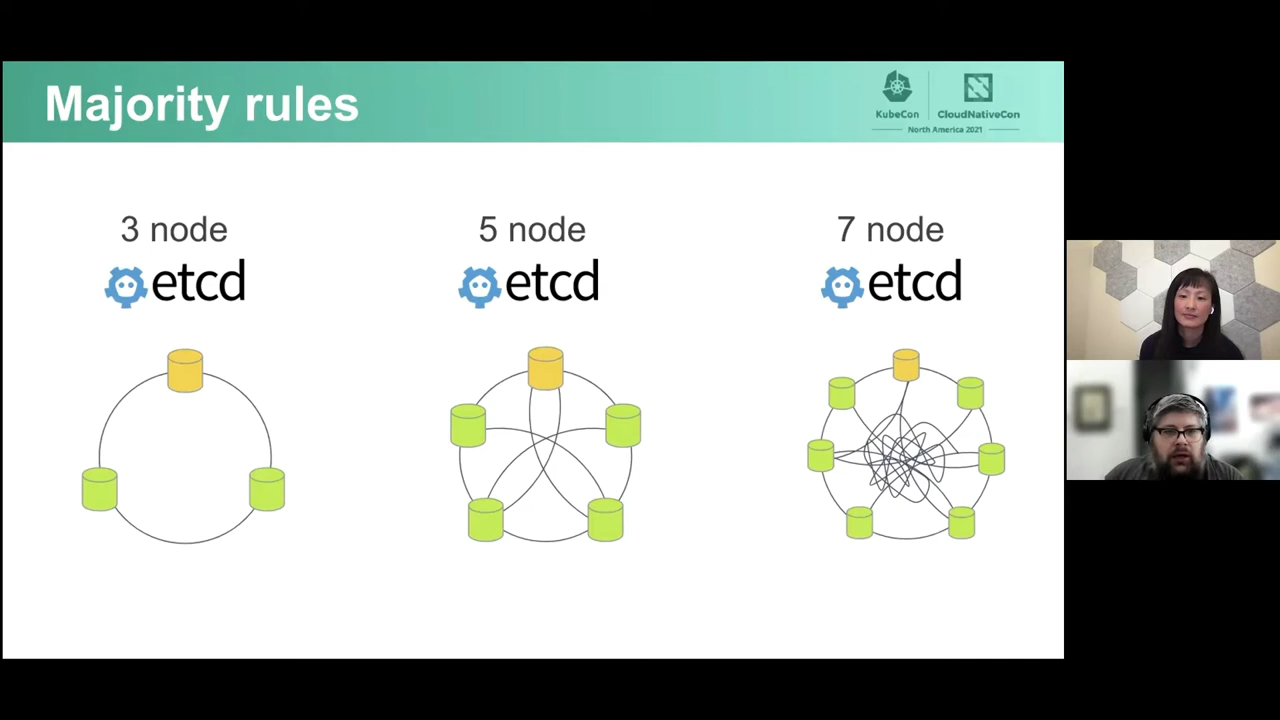 Majority rules
KubeCon
CloudNativeCon
North America 2021
3 node
etcd
5 node
etcd
7 node
etcd